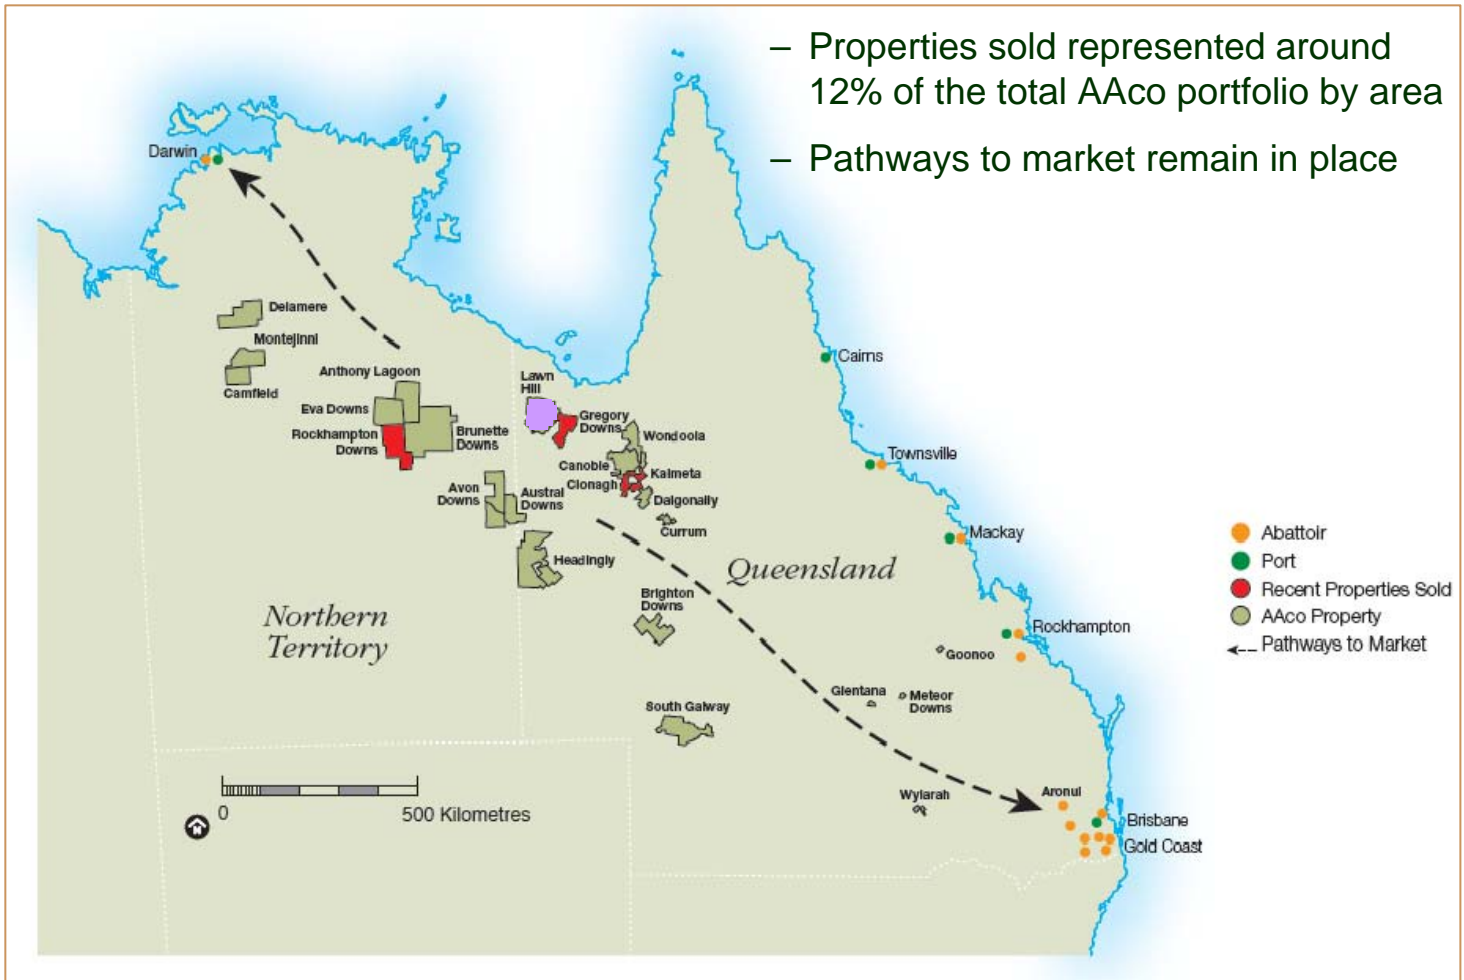 – Properties sold represented around
12% of the total AAco portfolio by area
– Pathways to market remain in place
Darwin
Delamere
Montejinni
Camfield
Anthony Lagoon
Eva Downs
Rockhampton
Downs
Brunette
Downs
Lawn
Hill
Gregory
Downs
Wondoola
Canobie
Kalmeta
Clonagh
Dalgonally
Currum
Avon
Downs
Austral
Downs
Headingly
Brighton
Downs
South Galway
Northern
Territory
Queensland
Cairns
Townsville
Mackay
Rockhampton
Goonoo
Glentana
Meteor
Downs
Wylarah
Aronui
Brisbane
Gold Coast
Abattoir
Port
Recent Properties Sold
AAco Property
Pathways to Market
0
500 Kilometres